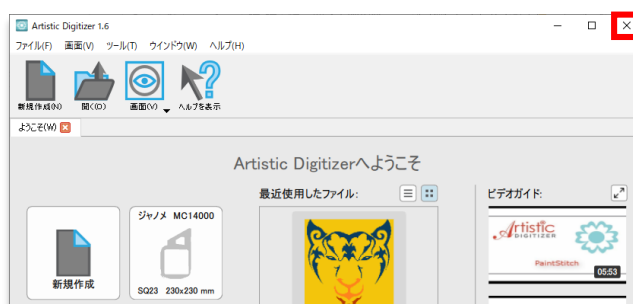 Artistic Digitizer 1.6
ファイル(F) 画面(V) ツール(T) ウインドウ(W) ヘルプ(H)
新規作成(N) 開く(O) 画面(V) ヘルプを表示
ようこそ(W)
Artistic Digitizerへようこそ
最近使用したファイル:
ビデオガイド:
ジャノメ MC14000
新規作成
SQ23 230x230 mm
Artistic
DIGITIZER
PaintStitch
05:53